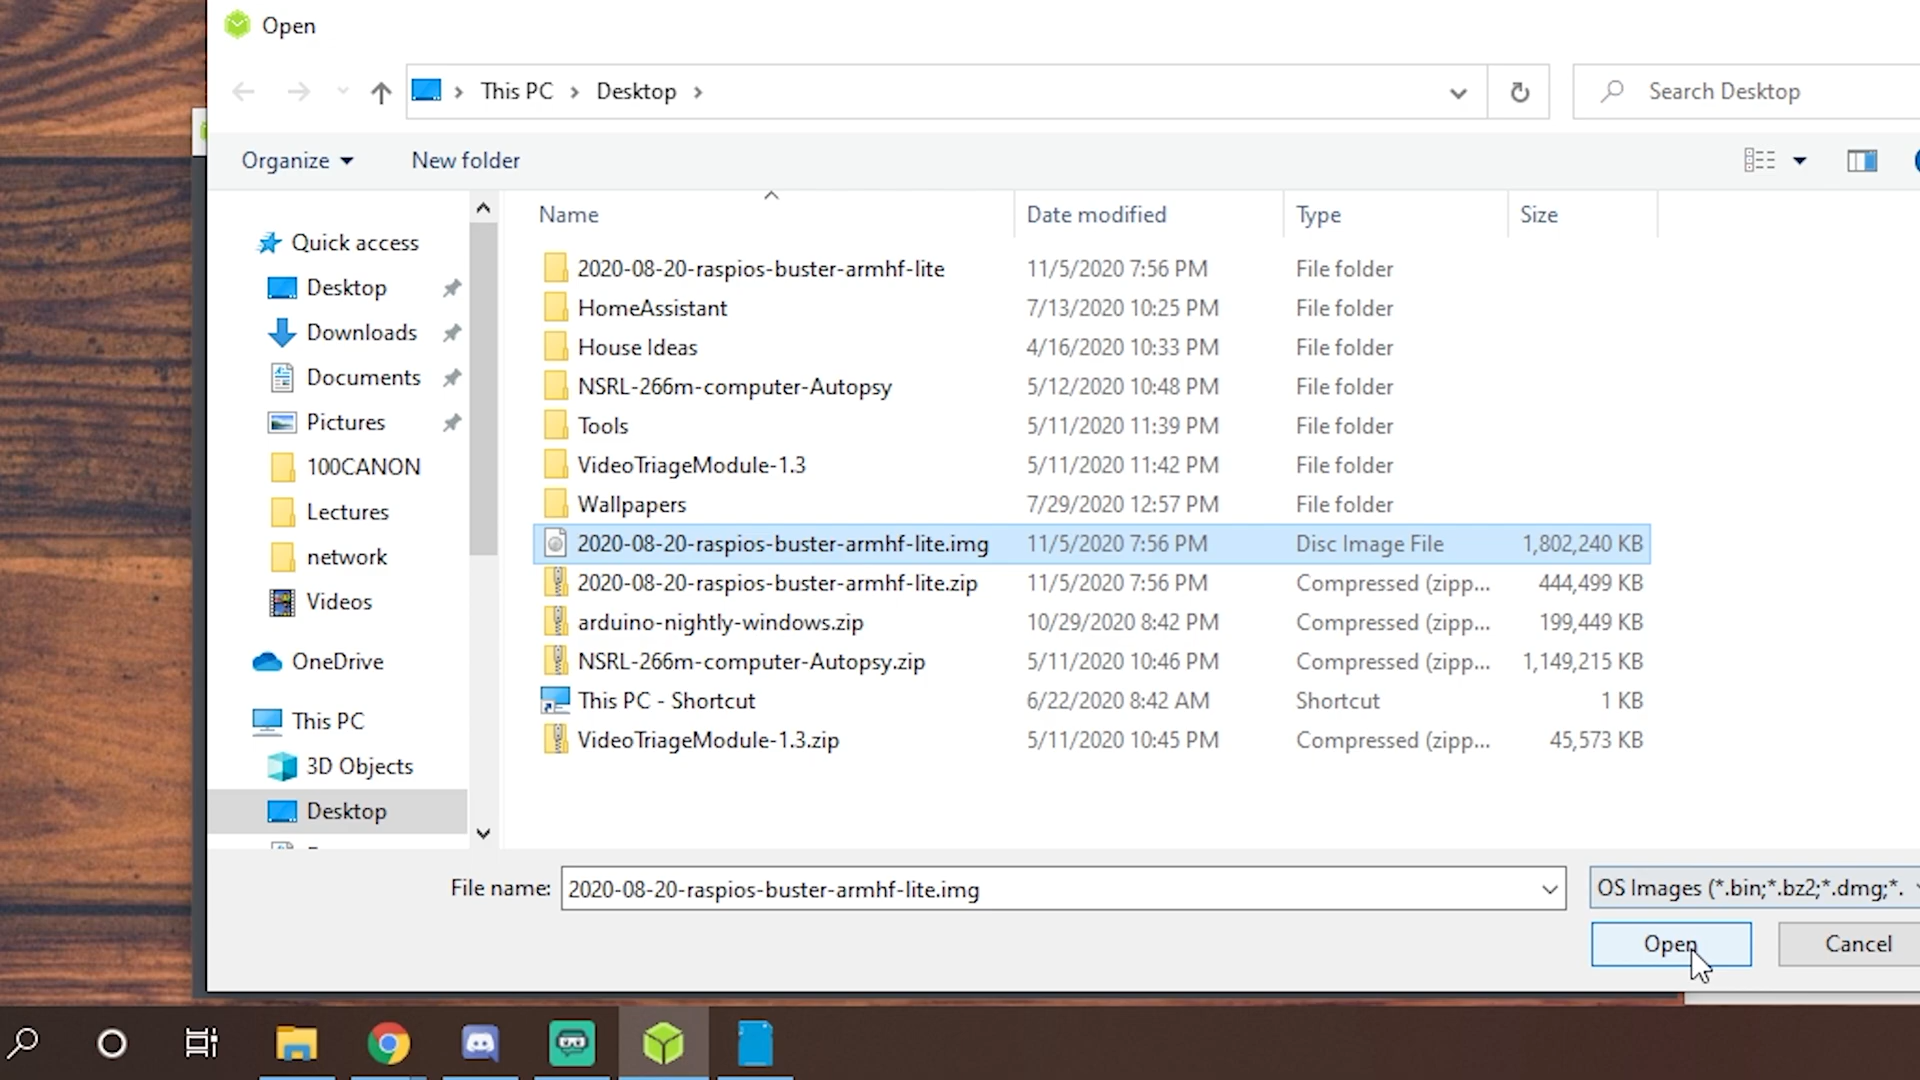 Open
This PC
Desktop
Search Desktop
Organize
New folder
Name
Date modified
Type
Size
Quick access
Desktop
Downloads
Documents
Pictures
100CANON
Lectures
network
Videos
OneDrive
This PC
3D Objects
Desktop
2020-08-20-raspios-buster-armhf-lite 11/5/2020 7:56 PM File folder
HomeAssistant 7/13/2020 10:25 PM File folder
House Ideas 4/16/2020 10:33 PM File folder
NSRL-266m-computer-Autopsy 5/12/2020 10:48 PM File folder
Tools 5/11/2020 11:39 PM File folder
VideoTriageModule-1.3 5/11/2020 11:42 PM File folder
Wallpapers 7/29/2020 12:57 PM File folder
2020-08-20-raspios-buster-armhf-lite.img 11/5/2020 7:56 PM Disc Image File 1,802,240 KB
2020-08-20-raspios-buster-armhf-lite.zip 11/5/2020 7:56 PM Compressed (zipp... 444,499 KB
arduino-nightly-windows.zip 10/29/2020 8:42 PM Compressed (zipp... 199,449 KB
NSRL-266m-computer-Autopsy.zip 5/11/2020 10:46 PM Compressed (zipp... 1,149,215 KB
This PC - Shortcut 6/22/2020 8:42 AM Shortcut 1 KB
VideoTriageModule-1.3.zip 5/11/2020 10:45 PM Compressed (zipp... 45,573 KB
File name: 2020-08-20-raspios-buster-armhf-lite.img
OS Images (*.bin;*.bz2;*.dmg;*.
Open
Cancel